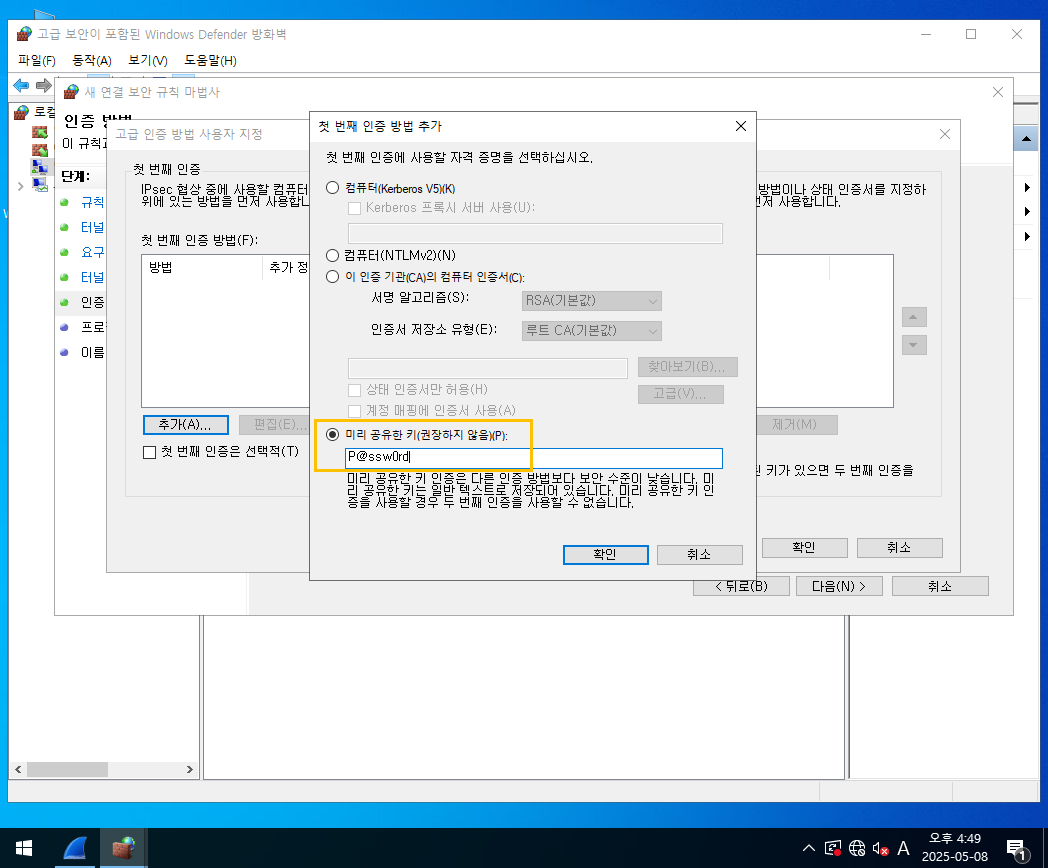 고급 보안이 포함된 Windows Defender 방화벽
파일(F) 동작(A) 보기(V) 도움말(H)
새 연결 보안 규칙 마법사
로컬
인증 방법
이 규칙
단계:
규칙
터널
요구
터널
인증
프로
이름
고급 인증 방법 사용자 지정
첫 번째 인증
IPsec 협상 중에 사용할 컴퓨터
위에 있는 방법을 먼저 사용합니
방법이나 상태 인증서를 지정하
먼저 사용합니다.
첫 번째 인증 방법(F):
방법 추가 정
추가(A)... 편집(E)... 제거(M)
첫 번째 인증은 선택적(T)
키가 있으면 두 번째 인증을
확인 취소
< 뒤로(B) 다음(N) > 취소
첫 번째 인증 방법 추가
첫 번째 인증에 사용할 자격 증명을 선택하십시오.
컴퓨터(Kerberos V5)(K)
Kerberos 프록시 서버 사용(U):
컴퓨터(NTLMv2)(N)
이 인증 기관(CA)의 컴퓨터 인증서(C):
서명 알고리즘(S): RSA(기본값)
인증서 저장소 유형(E): 루트 CA(기본값)
찾아보기(B)...
상태 인증서만 허용(H)
고급(V)...
계정 매핑에 인증서 사용(A)
미리 공유한 키(권장하지 않음)(P):
P@ssw0rd
미리 공유한 키 인증은 다른 인증 방법보다 보안 수준이 낮습니다. 미
리 공유한 키는 일반 텍스트로 저장되어 있습니다. 미리 공유한 키 인
증을 사용할 경우 두 번째 인증을 사용할 수 없습니다.
확인 취소
A
오후 4:49
2025-05-08
1